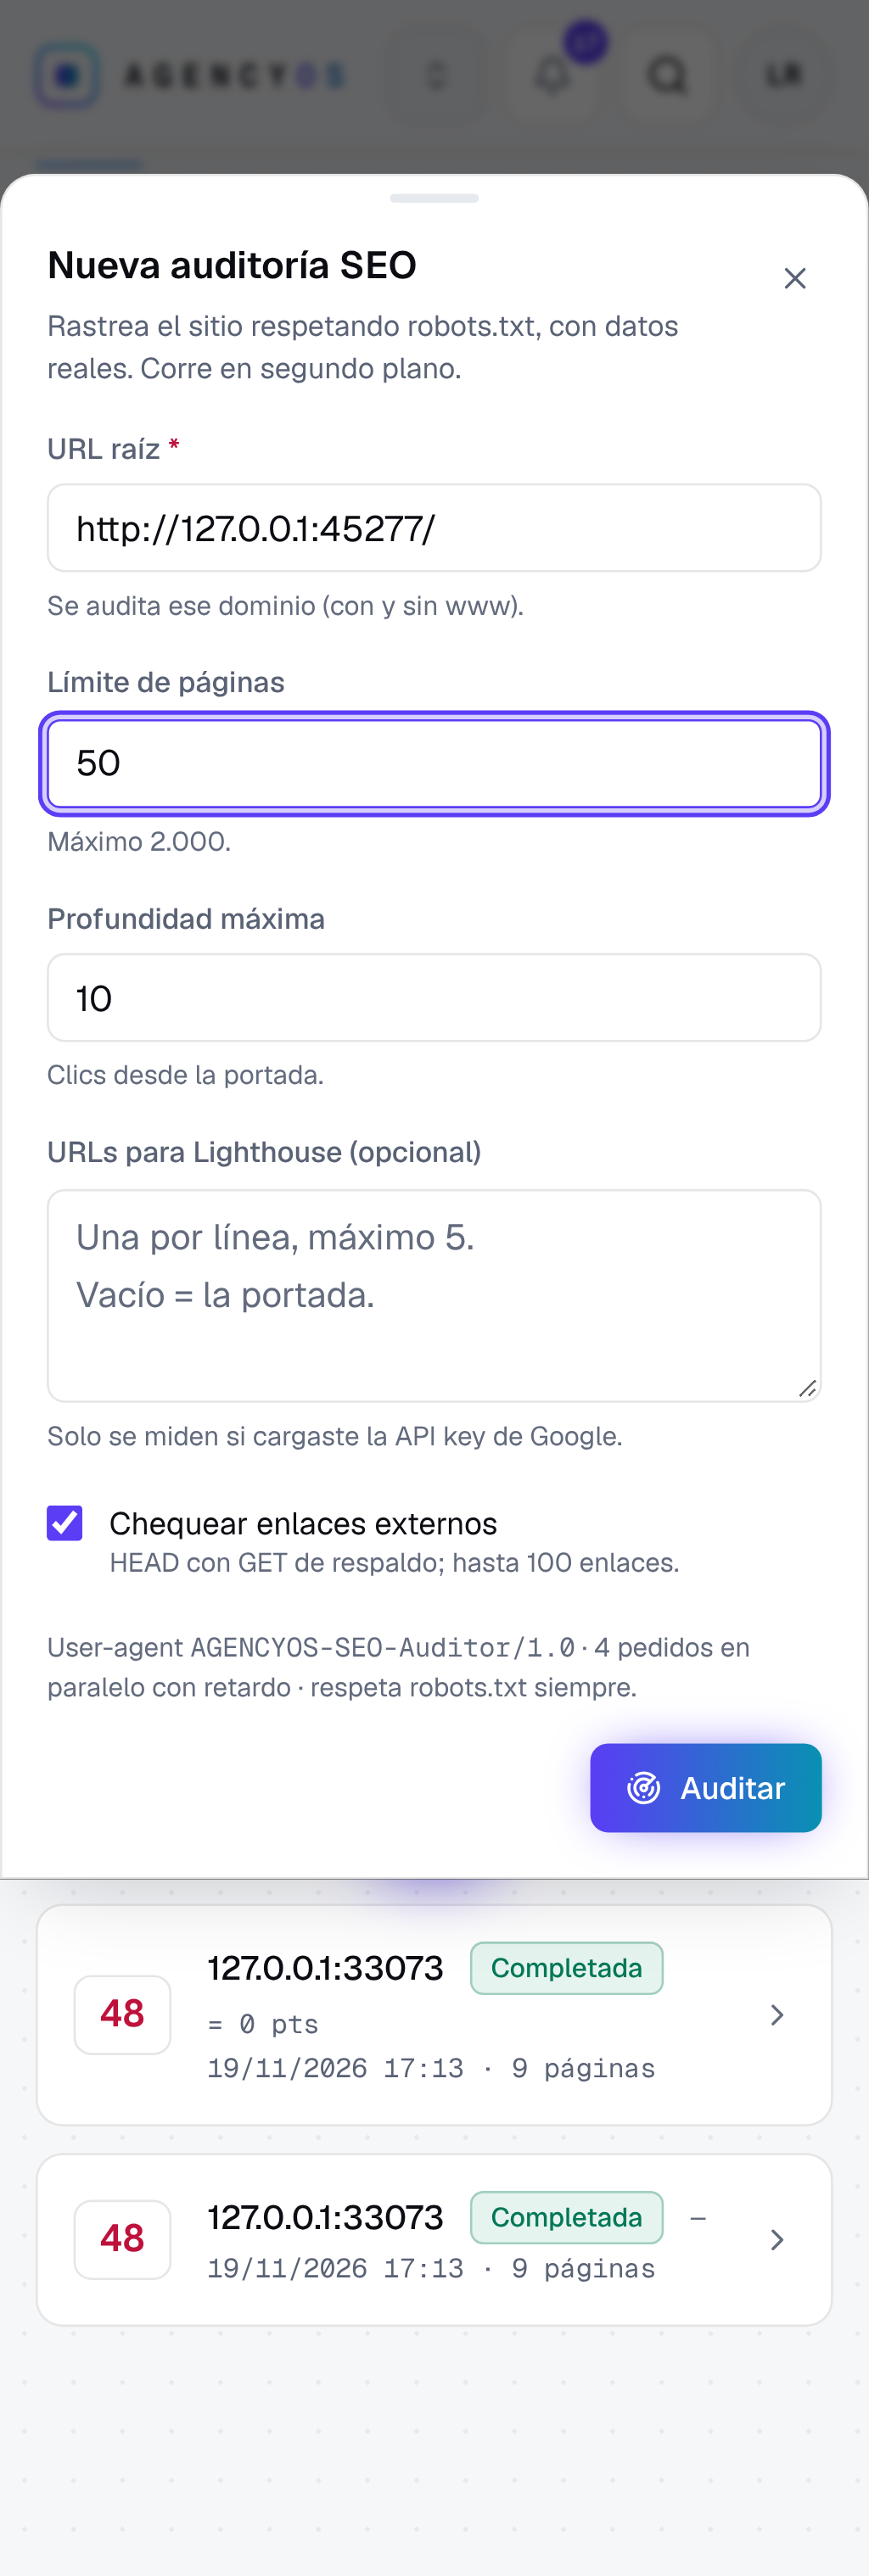 AGENCYOS
LR
Nueva auditoría SEO
Rastrea el sitio respetando robots.txt, con datos
reales. Corre en segundo plano.
URL raíz *
http://127.0.0.1:45277/
Se audita ese dominio (con y sin www).
Límite de páginas
50
Máximo 2.000.
Profundidad máxima
10
Clics desde la portada.
URLs para Lighthouse (opcional)
Una por línea, máximo 5.
Vacío = la portada.
Solo se miden si cargaste la API key de Google.
Chequear enlaces externos
HEAD con GET de respaldo; hasta 100 enlaces.
User-agent AGENCYOS-SEO-Auditor/1.0 · 4 pedidos en
paralelo con retardo · respeta robots.txt siempre.
Auditar
48
127.0.0.1:33073 Completada
= 0 pts
19/11/2026 17:13 · 9 páginas
48
127.0.0.1:33073 Completada —
19/11/2026 17:13 · 9 páginas